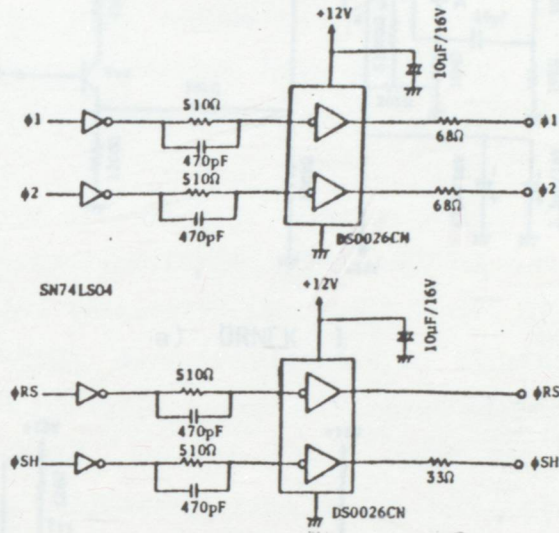 +12V
10μF/16V
510Ω
φ1
φ1
470pF
68Ω
510Ω
φ2
φ2
470pF
68Ω
DS0026CN
SN74LS04
+12V
10μF/16V
510Ω
φRS
φRS
470pF
510Ω
φSH
φSH
470pF
33Ω
DS0026CN